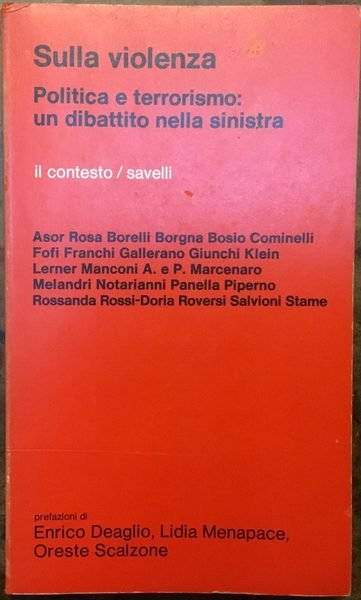 Sulla violenza
Politica e terrorismo:
un dibattito nella sinistra
il contesto / savelli
Asor Rosa Borelli Borgna Bosio Cominelli
Fofi Franchi Gallerano Giunchi Klein
Lerner Manconi A. e P. Marcenaro
Melandri Notarianni Panella Piperno
Rossanda Rossi-Doria Roversi Salvioni Stame
prefazioni di
Enrico Deaglio, Lidia Menapace,
Oreste Scalzone